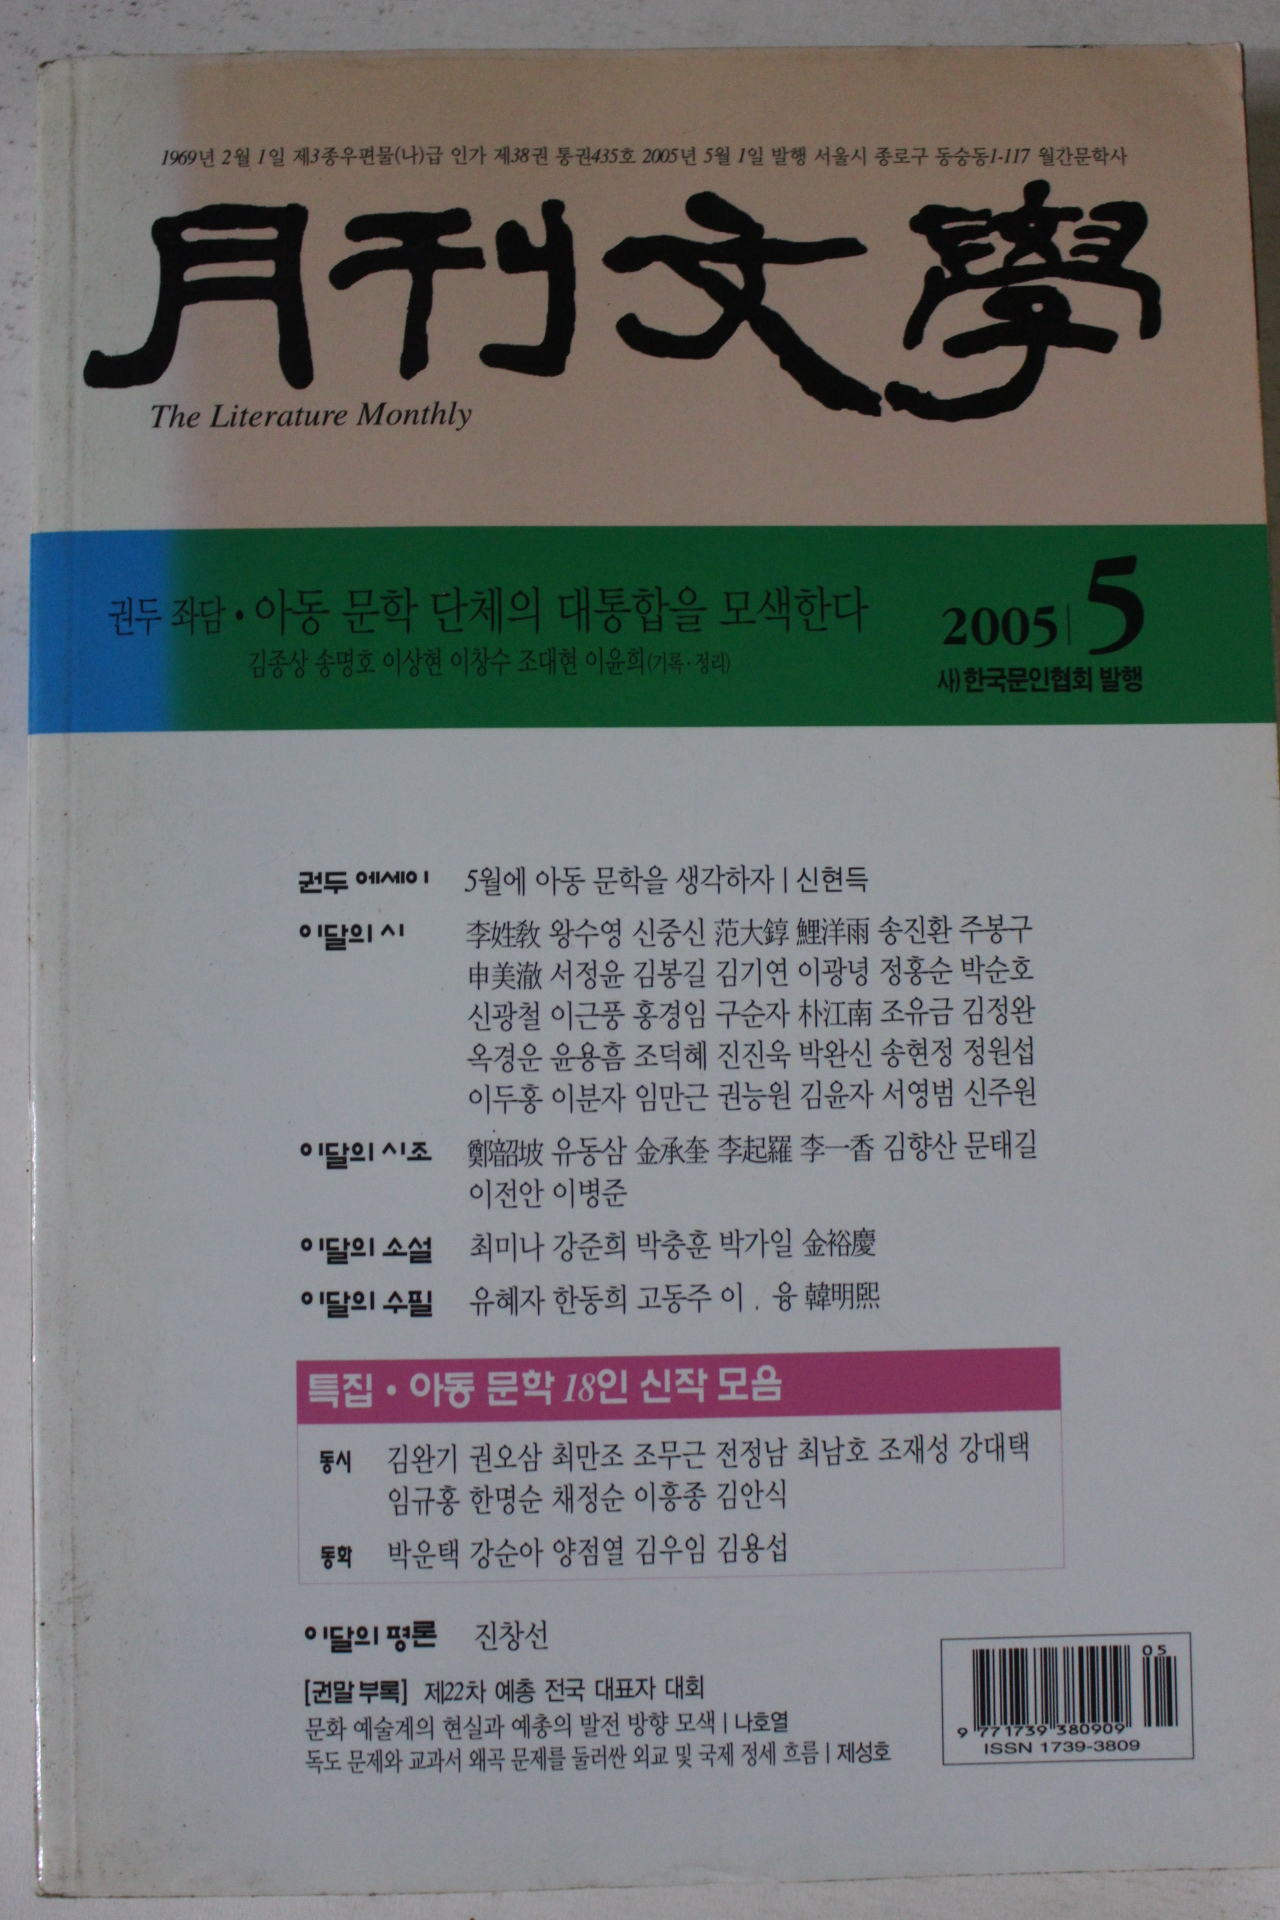 1969년 2월 1일 제3종우편물(나)급 인가 제38권 통권435호 2005년 5월 1일 발행 서울시 종로구 동숭동1-117 월간문학사
月刊文學
The Literature Monthly
권두 좌담 · 아동 문학 단체의 대통합을 모색한다
김종상 송명호 이상현 이창수 조대현 이윤희(기록·정리)
2005 | 5
사)한국문인협회 발행
권두 에세이 5월에 아동 문학을 생각하자 | 신현득
이달의 시 李姓敎 왕수영 신중신 范大錞 鯉洋雨 송진환 주봉구
申美澈 서정윤 김봉길 김기연 이광녕 정홍순 박순호
신광철 이근풍 홍경임 구순자 朴江南 조유금 김정완
옥경운 윤용흠 조덕혜 진진욱 박완신 송현정 정원섭
이두홍 이분자 임만근 권능원 김윤자 서영범 신주원
이달의 시조 鄭韶坡 유동삼 金承奎 李起羅 李一香 김향산 문태길
이전안 이병준
이달의 소설 최미나 강준희 박충훈 박가일 金裕慶
이달의 수필 유혜자 한동희 고동주 이 . 융 韓明熙
특집 · 아동 문학 18인 신작 모음
동시 김완기 권오삼 최만조 조무근 전정남 최남호 조재성 강대택
임규홍 한명순 채정순 이흥종 김안식
동화 박운택 강순아 양점열 김우임 김용섭
이달의 평론 진창선
[권말 부록] 제22차 예총 전국 대표자 대회
문화 예술계의 현실과 예총의 발전 방향 모색 | 나호열
독도 문제와 교과서 왜곡 문제를 둘러싼 외교 및 국제 정세 흐름 | 제성호
05
9 771739 380909
ISSN 1739-3809